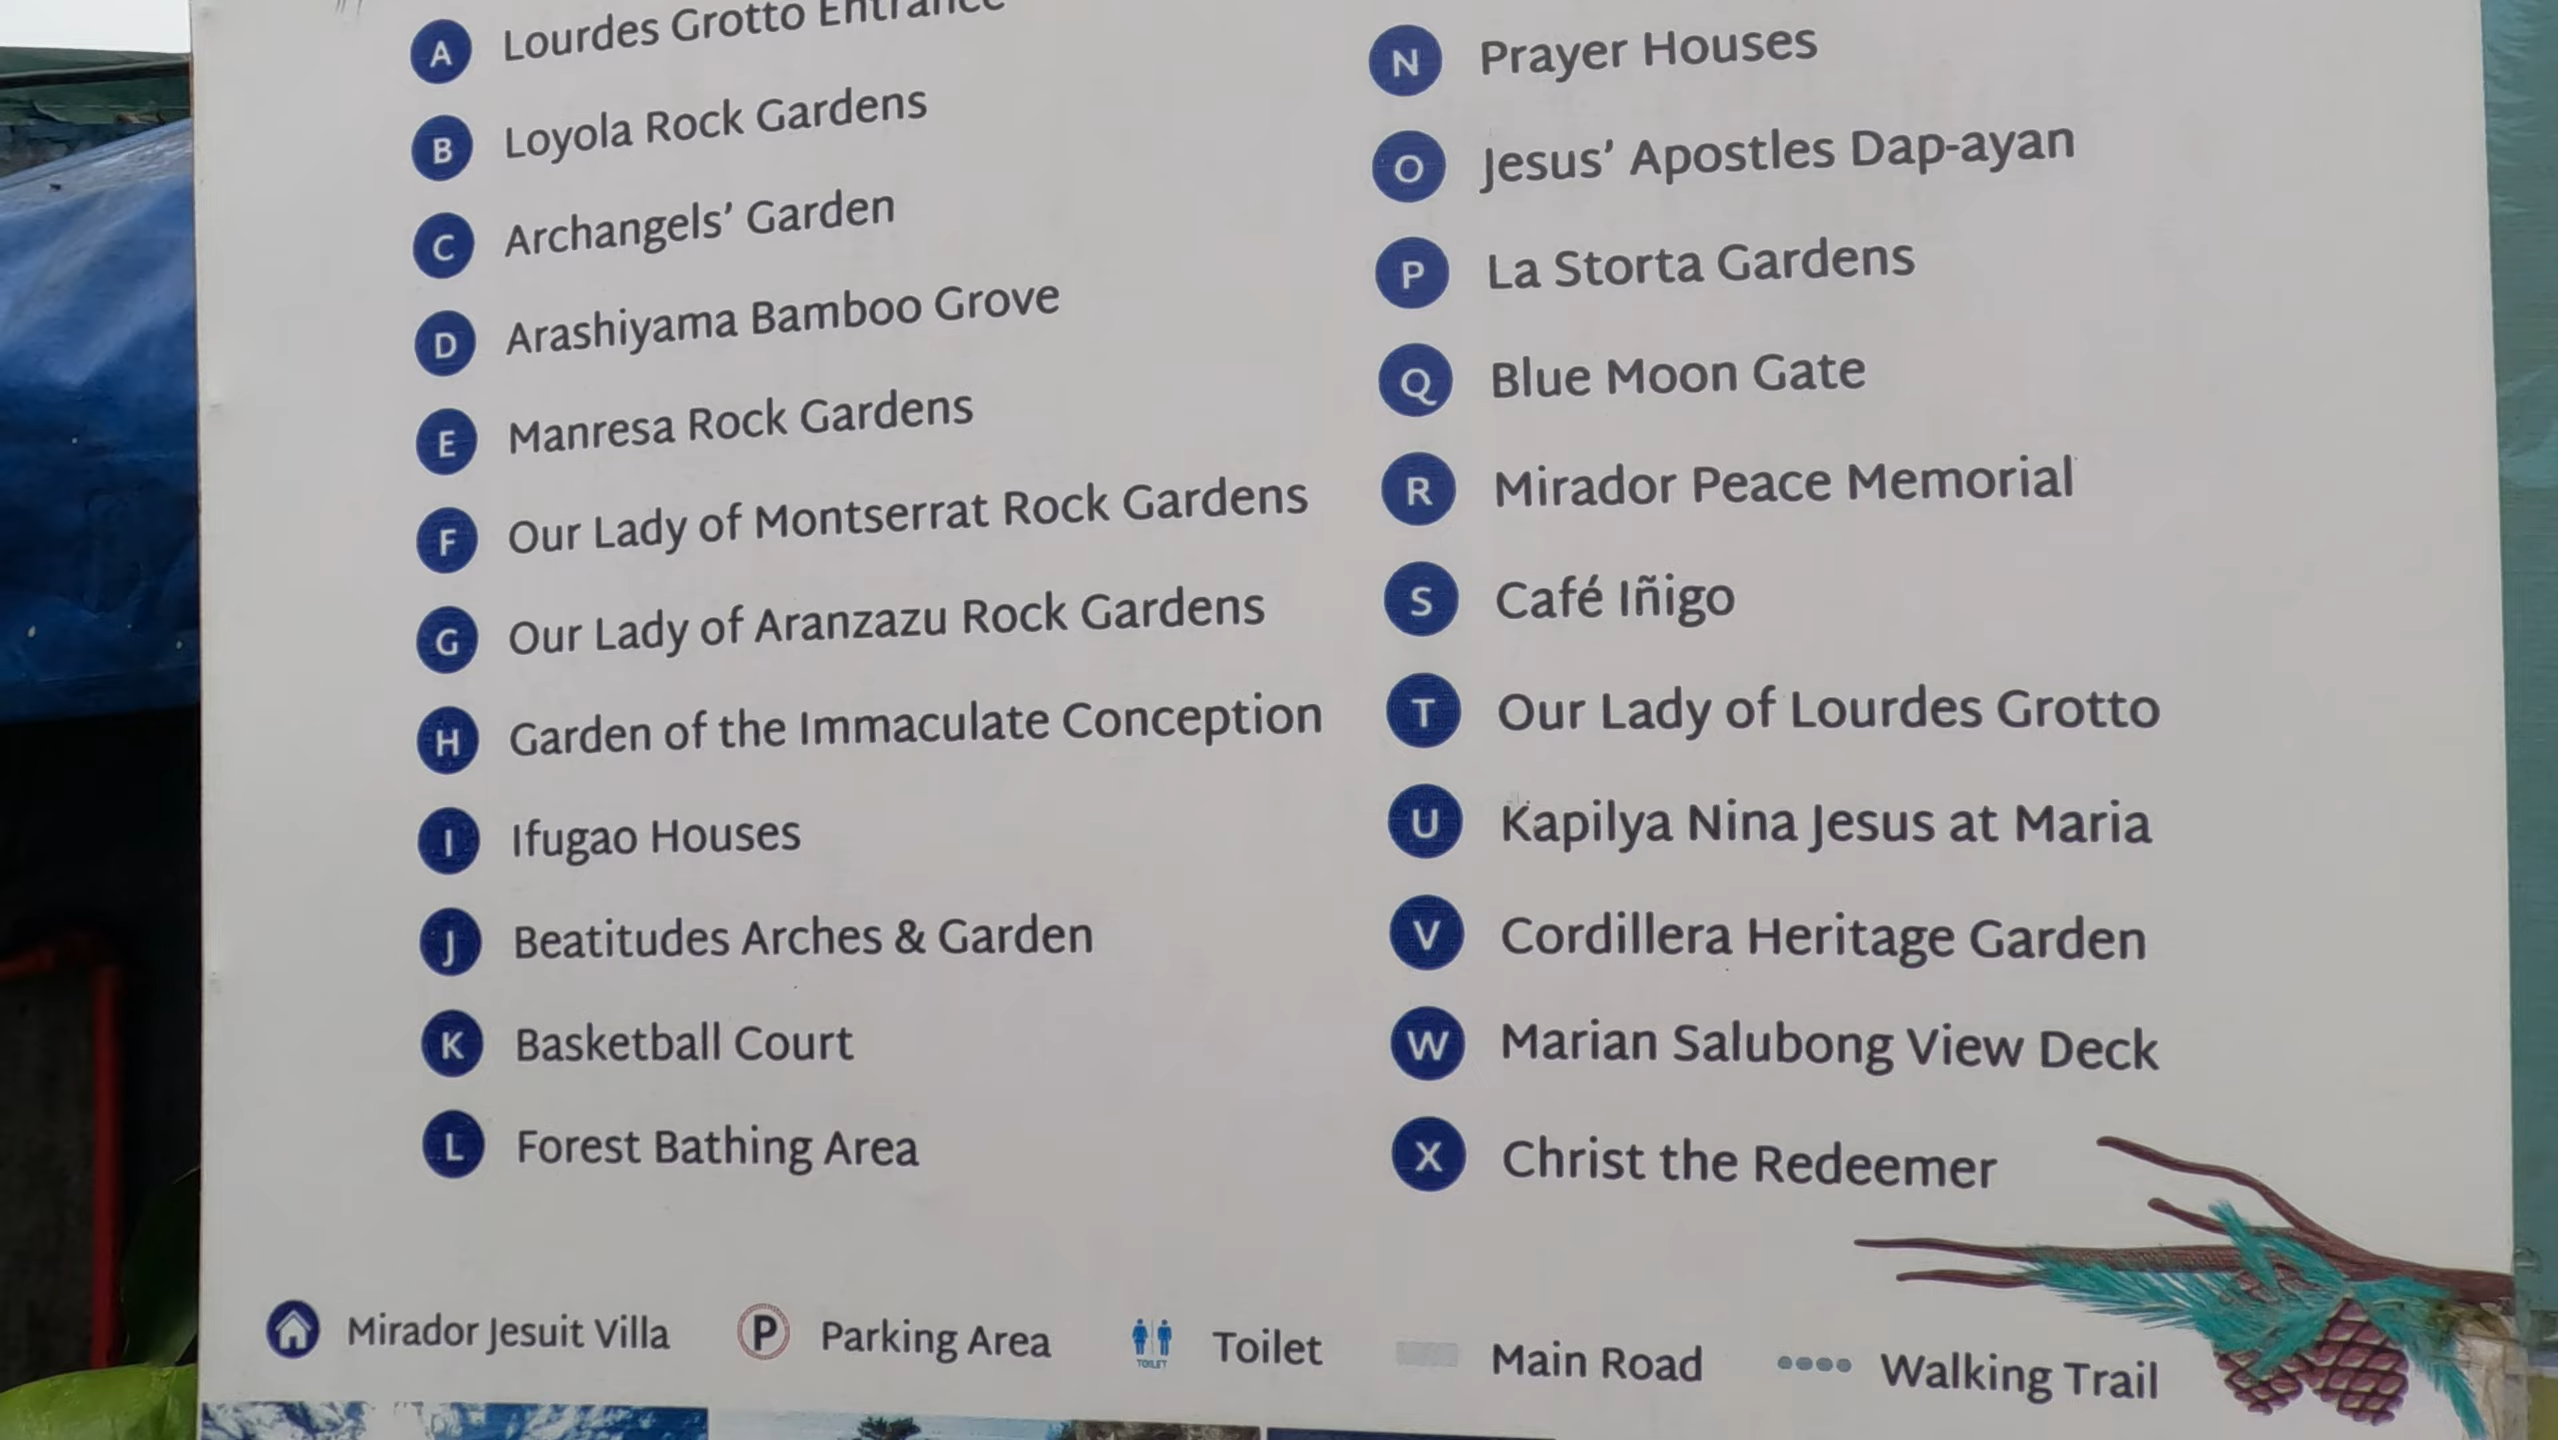 A Lourdes Grotto Entrance
B Loyola Rock Gardens
C Archangels’ Garden
D Arashiyama Bamboo Grove
E Manresa Rock Gardens
F Our Lady of Montserrat Rock Gardens
G Our Lady of Aranzazu Rock Gardens
H Garden of the Immaculate Conception
I Ifugao Houses
J Beatitudes Arches & Garden
K Basketball Court
L Forest Bathing Area
N Prayer Houses
O Jesus’ Apostles Dap-ayan
P La Storta Gardens
Q Blue Moon Gate
R Mirador Peace Memorial
S Café Iñigo
T Our Lady of Lourdes Grotto
U Kapilya Nina Jesus at Maria
V Cordillera Heritage Garden
W Marian Salubong View Deck
X Christ the Redeemer
Mirador Jesuit Villa P Parking Area TOILET Toilet Main Road Walking Trail